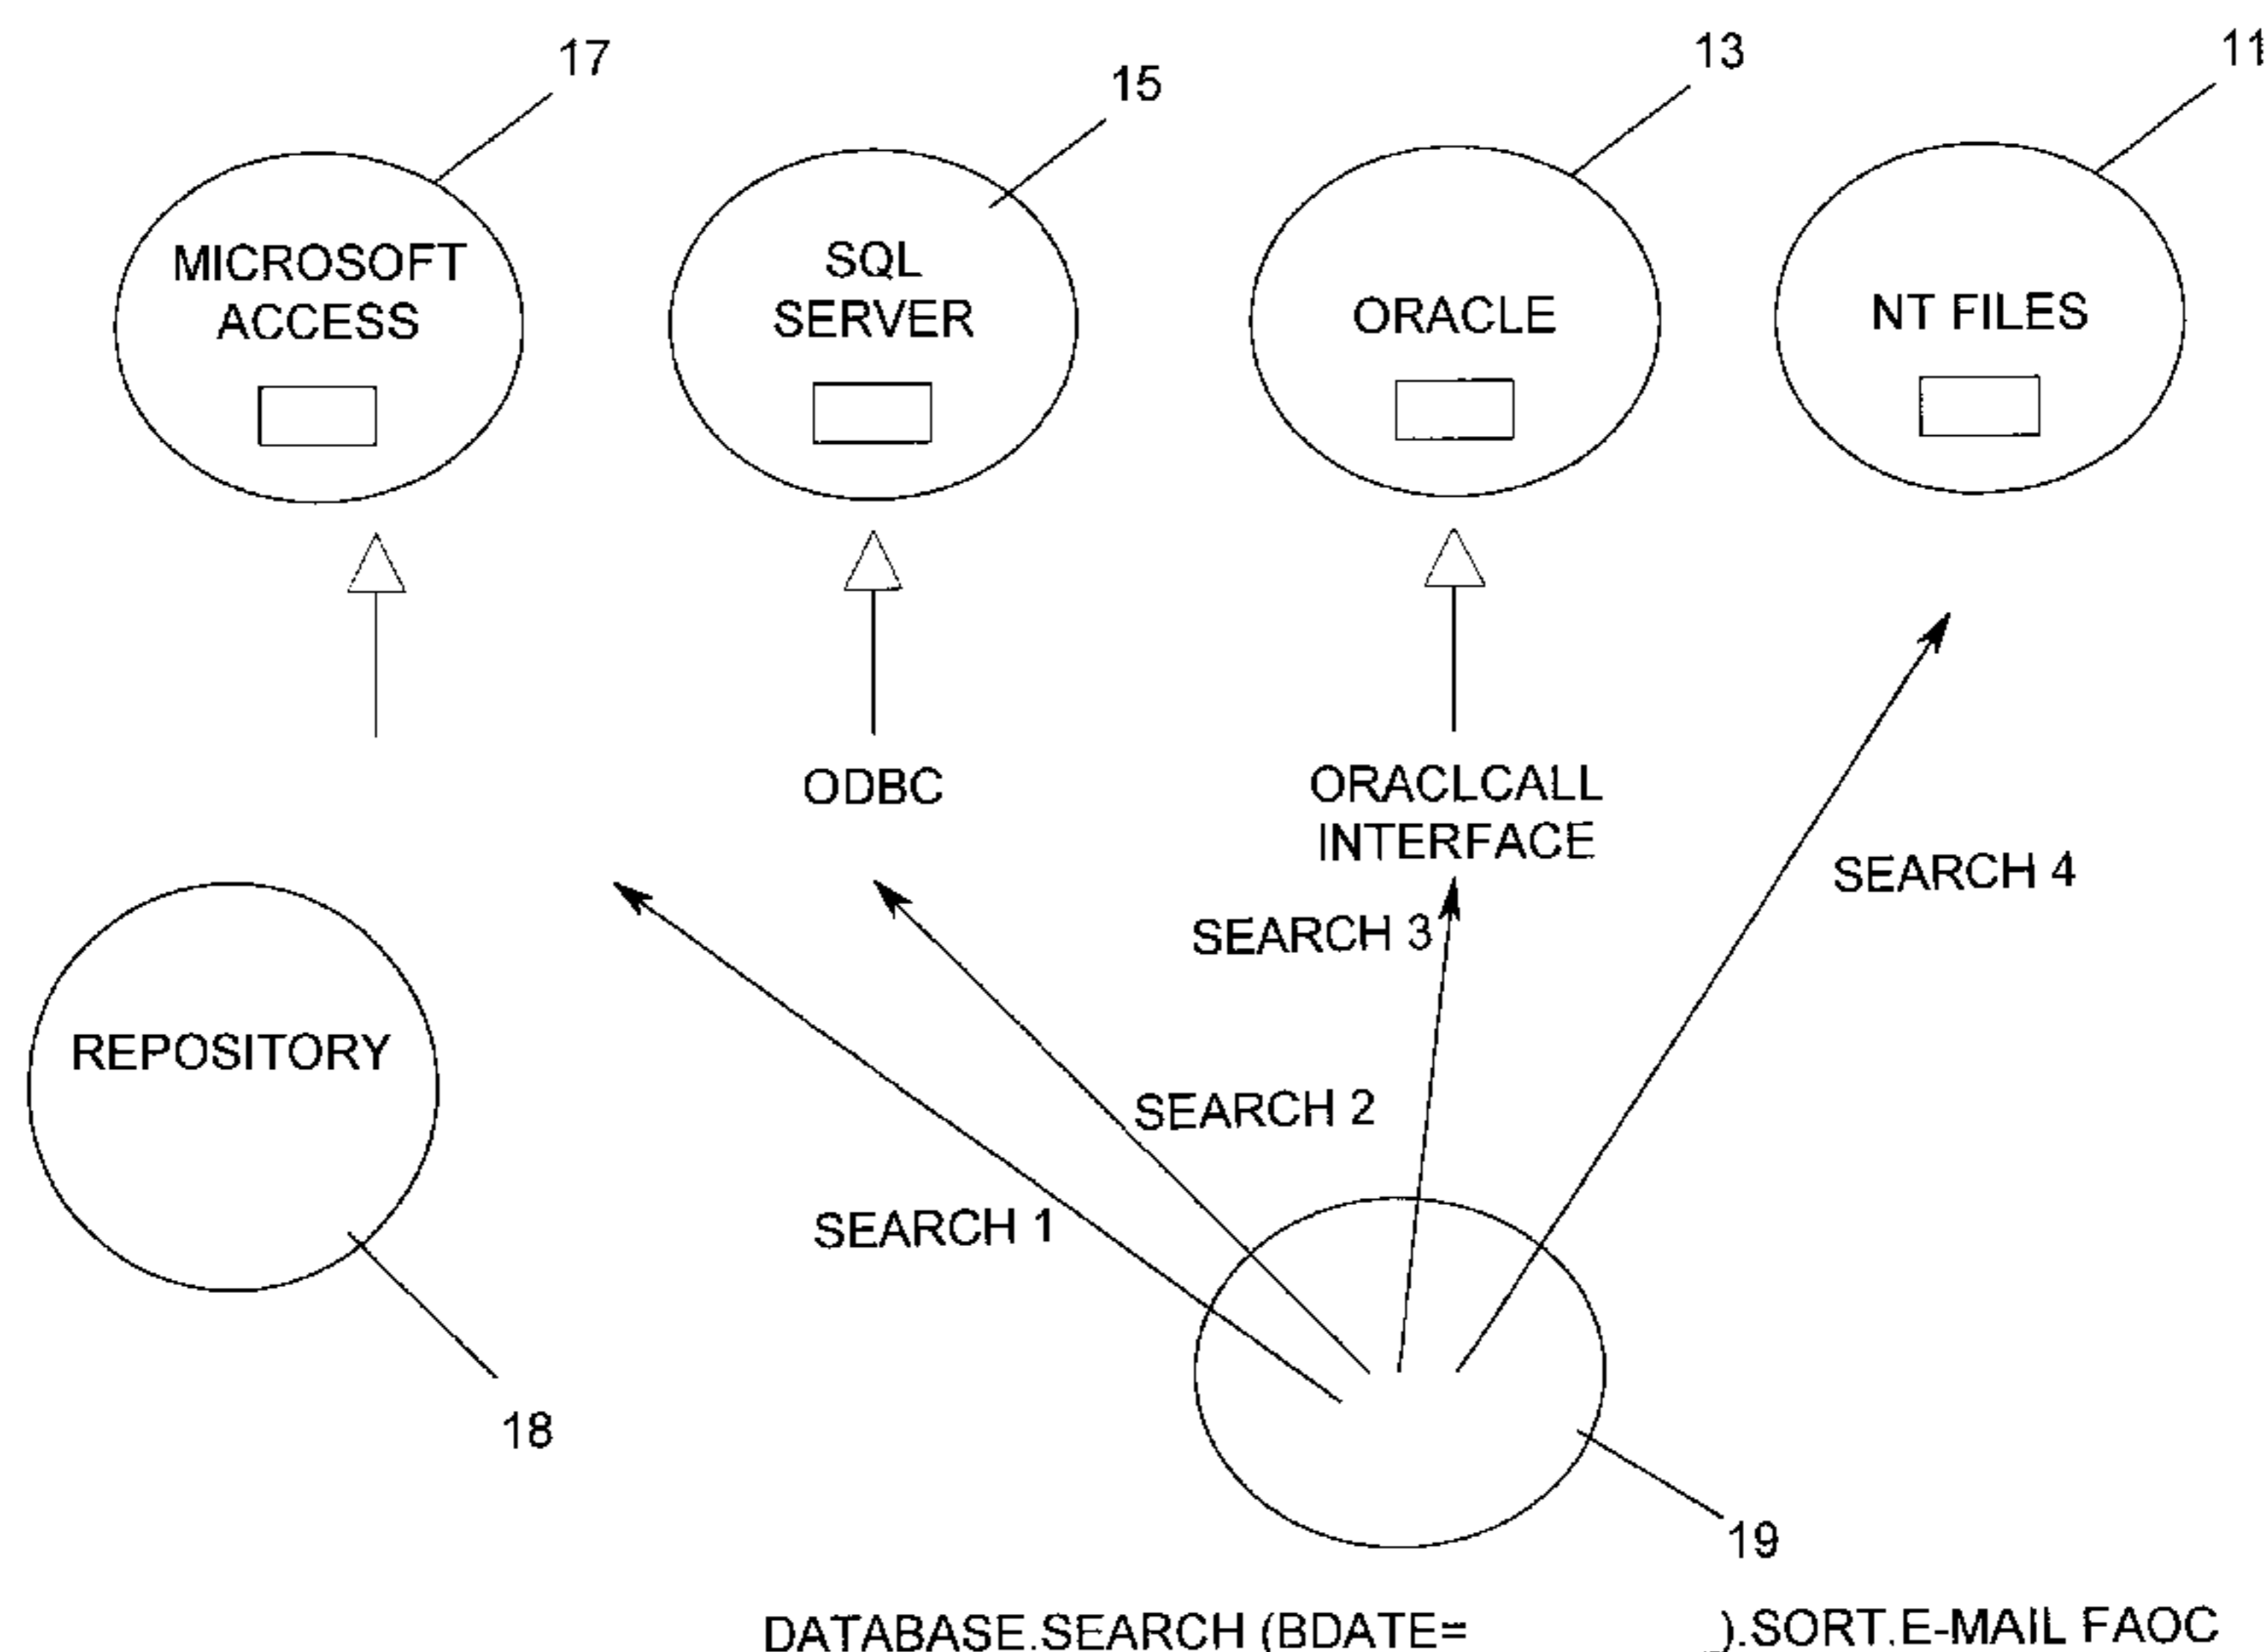 17
15
13
11
MICROSOFT
ACCESS
SQL
SERVER
ORACLE
NT FILES
ODBC
ORACLCALL
INTERFACE
SEARCH 4
SEARCH 3
REPOSITORY
SEARCH 2
SEARCH 1
18
19
DATABASE.SEARCH (BDATE= _).SORT.E-MAIL FAOC